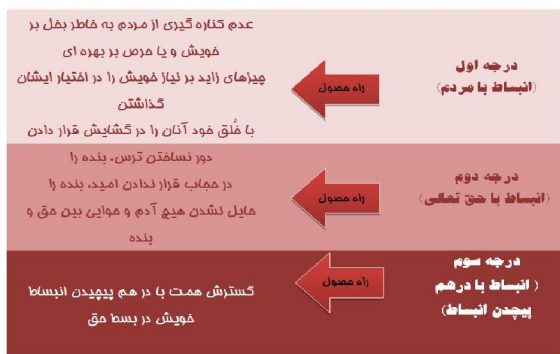 درجه اول
(انبساط با مردم)
راه حصول
عدم کناره گیری از مردم به خاطر بخل بر
خویش و یا حرص بر بهره ای
چیزهای زاید بر نیاز خویش را در اختیار ایشان
گذاشتن
با خُلق خود آنان را در گشایش قرار دادن
درجه دوم
(انبساط با حق تعالی)
راه حصول
دور نساختن ترس، بنده را
در حجاب قرار ندادن امید، بنده را
حایل نشدن هیچ آدم و حوایی بین حق و
بنده
درجه سوم
( انبساط با درهم
پیچدن انبساط)
راه حصول
گسترش همت با در هم پیچیدن انبساط
خویش در بسط حق